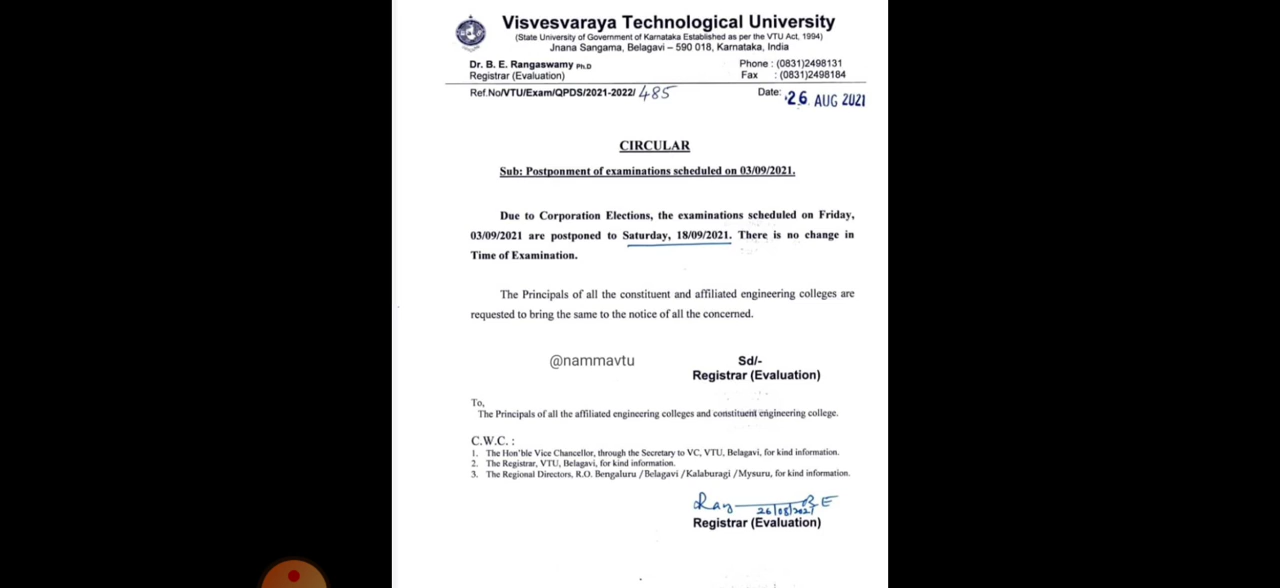 Visvesvaraya Technological University
(State University of Government of Karnataka Established as per the VTU Act, 1994)
Jnana Sangama, Belagavi – 590 018, Karnataka, India
Dr. B. E. Rangaswamy Ph.D
Registrar (Evaluation)
Phone : (0831)2498131
Fax : (0831)2498184
Ref.No/VTU/Exam/QPDS/2021-2022/ 485
Date: 26 AUG 2021
CIRCULAR
Sub: Postponment of examinations scheduled on 03/09/2021.
Due to Corporation Elections, the examinations scheduled on Friday,
03/09/2021 are postponed to Saturday, 18/09/2021. There is no change in
Time of Examination.
The Principals of all the constituent and affiliated engineering colleges are
requested to bring the same to the notice of all the concerned.
@nammavtu
Sd/-
Registrar (Evaluation)
To,
The Principals of all the affiliated engineering colleges and constituent engineering college.
C.W.C. :
1. The Hon'ble Vice Chancellor, through the Secretary to VC, VTU, Belagavi, for kind information.
2. The Registrar, VTU, Belagavi, for kind information.
3. The Regional Directors, R.O. Bengaluru /Belagavi /Kalaburagi /Mysuru, for kind information.
26/08/2021
Registrar (Evaluation)